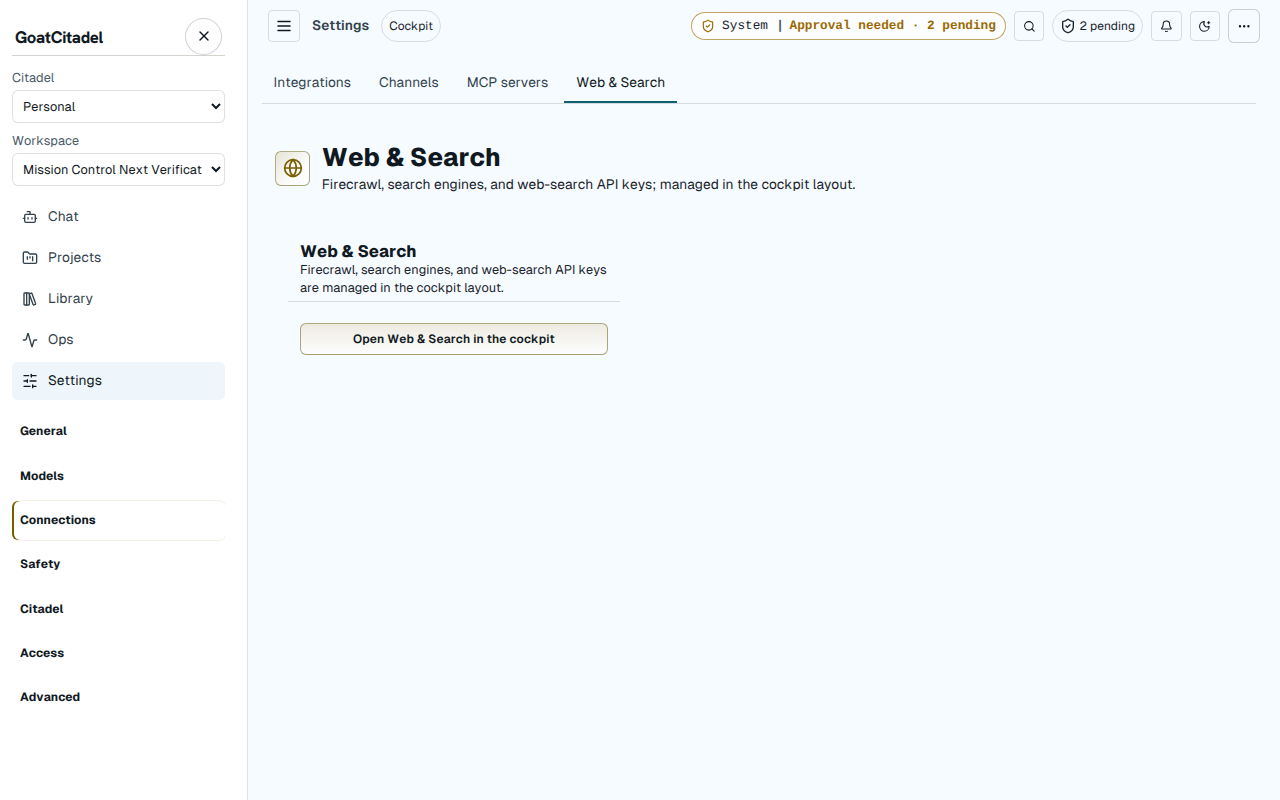 GoatCitadel
Citadel
Personal
Workspace
Mission Control Next Verificat
Chat
Projects
Library
Ops
Settings
General
Models
Connections
Safety
Citadel
Access
Advanced
Settings
Cockpit
System | Approval needed · 2 pending
2 pending
Integrations
Channels
MCP servers
Web & Search
Web & Search
Firecrawl, search engines, and web-search API keys; managed in the cockpit layout.
Web & Search
Firecrawl, search engines, and web-search API keys
are managed in the cockpit layout.
Open Web & Search in the cockpit